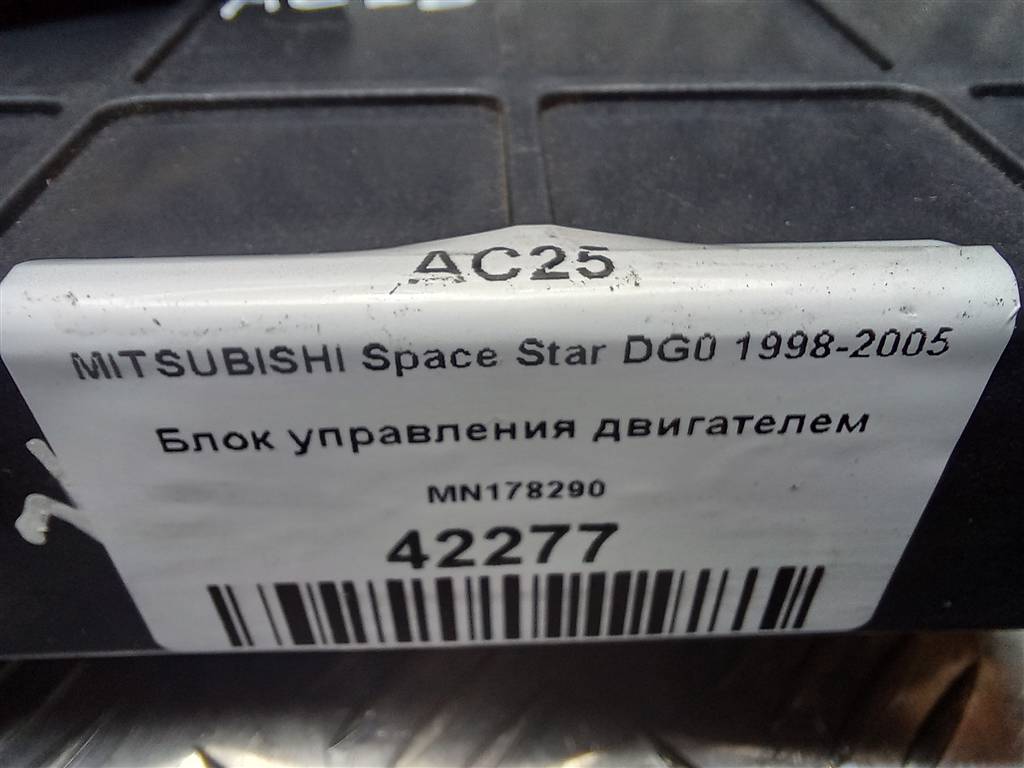 AC25
MITSUBISHI Space Star DG0 1998-2005
Блок управления двигателем
MN178290
42277